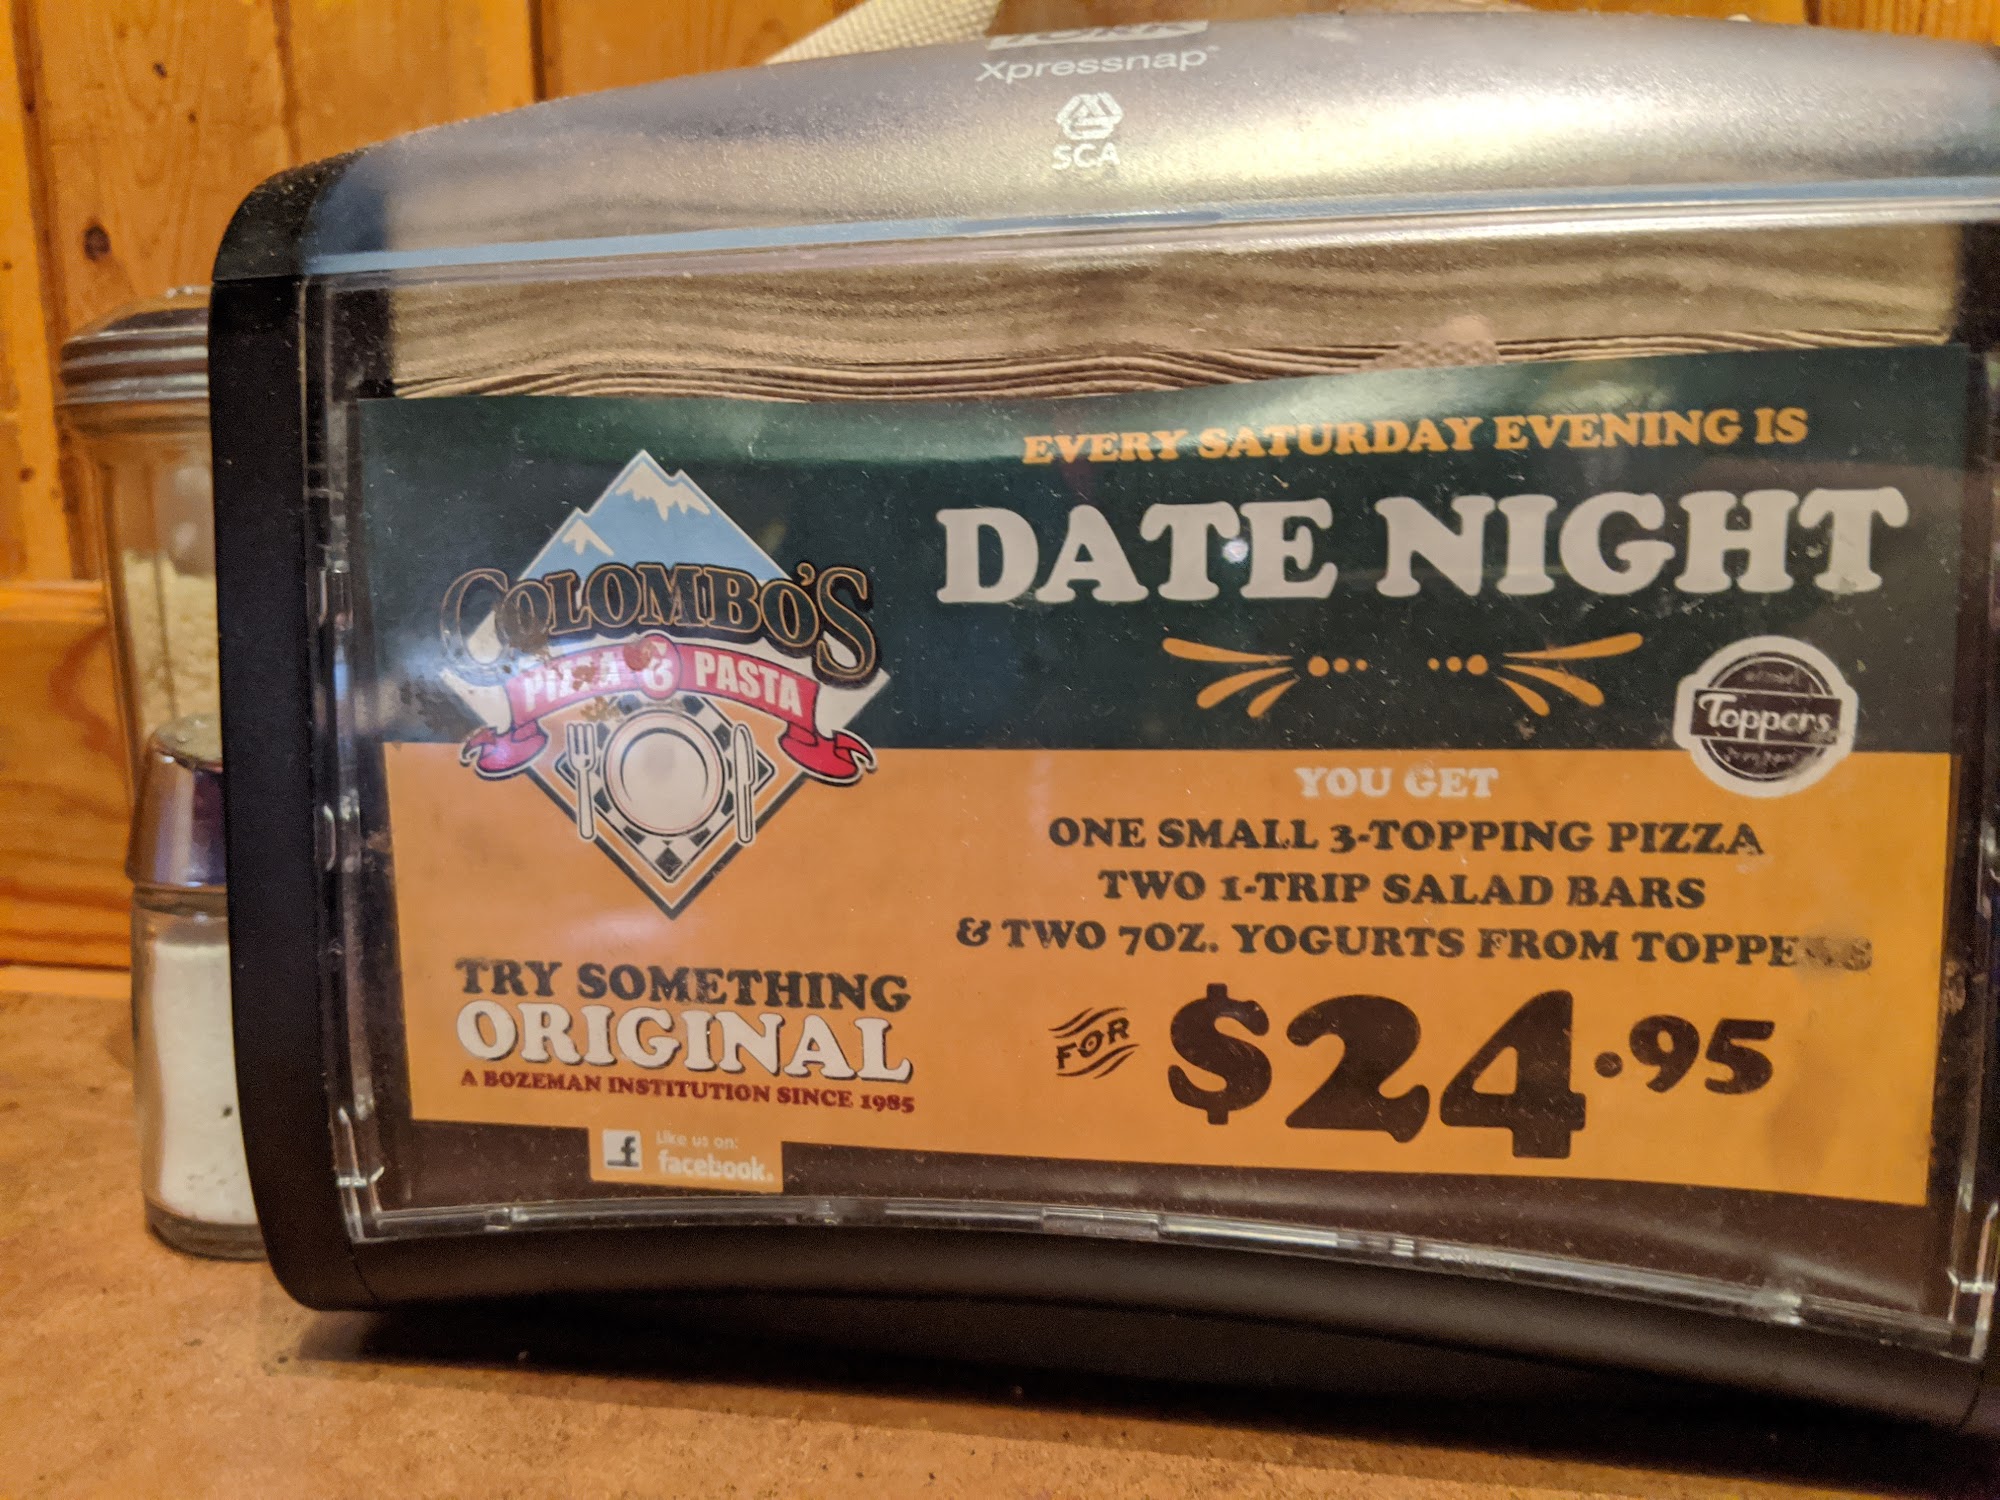 Xpressnap
SCA
EVERY SATURDAY EVENING IS
DATE NIGHT
COLOMBO'S
PIZZA & PASTA
Toppers
YOU GET
ONE SMALL 3-TOPPING PIZZA
TWO 1-TRIP SALAD BARS
& TWO 7OZ. YOGURTS FROM TOPPERS
FOR $24.95
TRY SOMETHING
ORIGINAL
A BOZEMAN INSTITUTION SINCE 1985
f Like us on:
facebook.